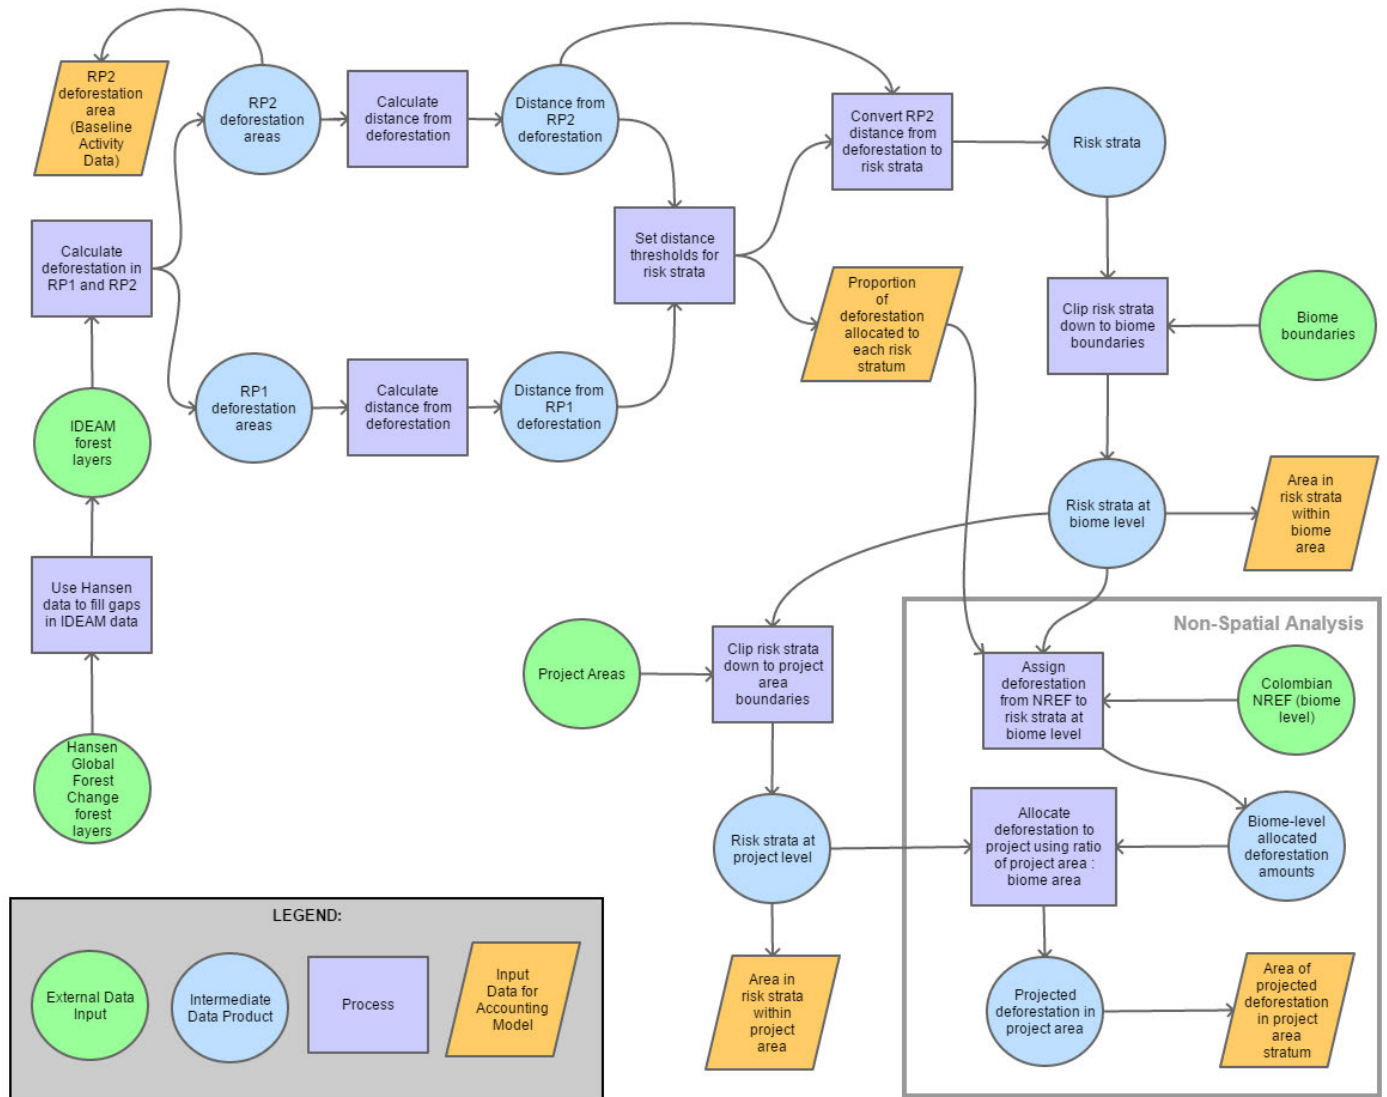 RP2
deforestation
area
(Baseline
Activity
Data)
RP2
deforestation
areas
Calculate
distance from
deforestation
Distance from
RP2
deforestation
Convert RP2
distance from
deforestation to
risk strata
Risk strata
Calculate
deforestation in
RP1 and RP2
Set distance
thresholds for
risk strata
Proportion
of
deforestation
allocated to
each risk
stratum
Clip risk strata
down to biome
boundaries
Biome
boundaries
RP1
deforestation
areas
Calculate
distance from
deforestation
Distance from
RP1
deforestation
IDEAM
forest
layers
Risk strata at
biome level
Area in
risk strata
within
biome
area
Use Hansen
data to fill gaps
in IDEAM data
Non-Spatial Analysis
Project Areas
Clip risk strata
down to project
area
boundaries
Assign
deforestation
from NREF to
risk strata at
biome level
Colombian
NREF (biome
level)
Hansen
Global
Forest
Change
forest
layers
Risk strata at
project level
Allocate
deforestation to
project using ratio
of project area :
biome area
Biome-level
allocated
deforestation
amounts
Area in
risk strata
within
project
area
Projected
deforestation in
project area
Area of
projected
deforestation
in project
area
stratum
LEGEND:
External Data
Input
Intermediate
Data Product
Process
Input
Data for
Accounting
Model